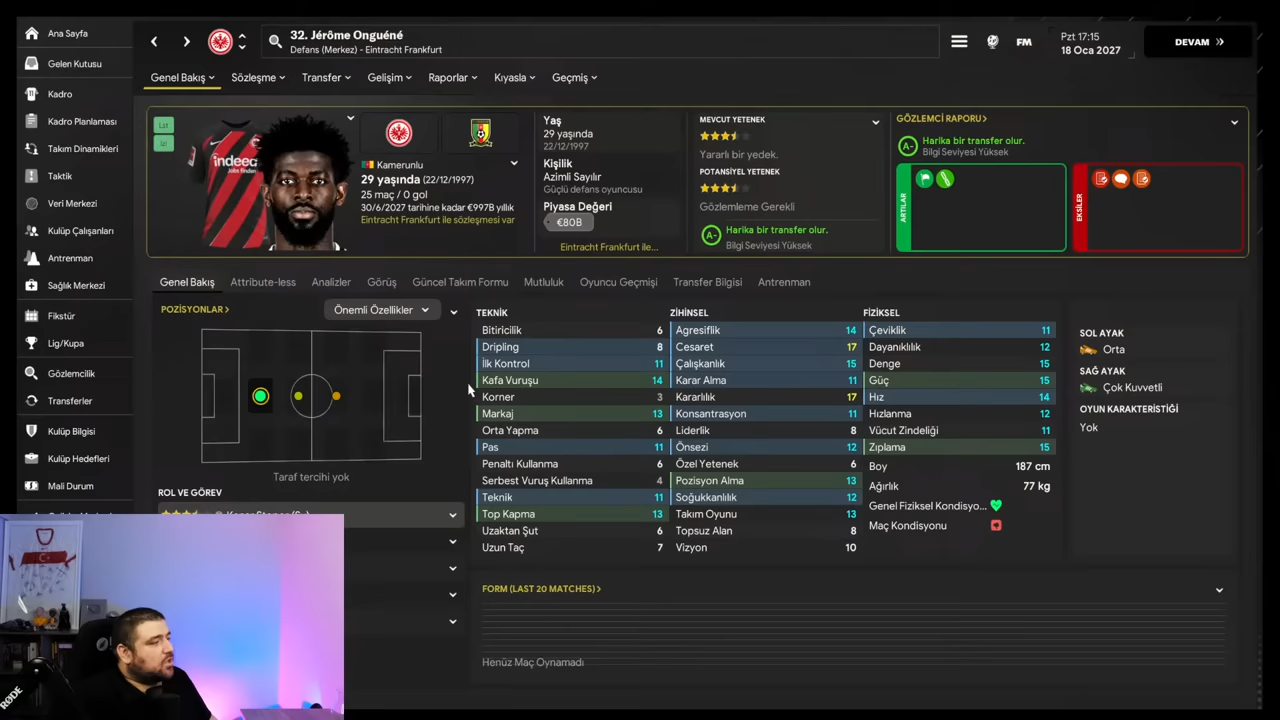 Ana Sayfa
Gelen Kutusu
Kadro
Kadro Planlaması
Takım Dinamikleri
Taktik
Veri Merkezi
Kulüp Çalışanları
Antrenman
Sağlık Merkezi
Fikstür
Lig/Kupa
Gözlemcilik
Transferler
Kulüp Bilgisi
Kulüp Hedefleri
Mali Durum
32. Jérôme Onguéné
Defans (Merkez) - Eintracht Frankfurt
FM
Pzt 17:15
18 Oca 2027
DEVAM
Genel Bakış
Sözleşme
Transfer
Gelişim
Raporlar
Kıyasla
Geçmiş
indeed
Kamerunlu
29 yaşında (22/12/1997)
25 maç / 0 gol
30/6/2027 tarihine kadar €997B yıllık
Eintracht Frankfurt ile sözleşmesi var
Yaş
29 yaşında
22/12/1997
Kişilik
Azimli Sayılır
Güçlü defans oyuncusu
Piyasa Değeri
€80B
Eintracht Frankfurt ile...
MEVCUT YETENEK
Yararlı bir yedek.
POTANSİYEL YETENEK
Gözlemleme Gerekli
A- Harika bir transfer olur.
Bilgi Seviyesi Yüksek
GÖZLEMCİ RAPORU >
A- Harika bir transfer olur.
Bilgi Seviyesi Yüksek
ARTILAR
EKSİLER
Genel Bakış
Attribute-less
Analizler
Görüş
Güncel Takım Formu
Mutluluk
Oyuncu Geçmişi
Transfer Bilgisi
Antrenman
POZİSYONLAR >
Önemli Özellikler
Taraf tercihi yok
ROL VE GÖREV
TEKNİK
Bitiricilik 6
Dripling 8
İlk Kontrol 11
Kafa Vuruşu 14
Korner 3
Markaj 13
Orta Yapma 6
Pas 11
Penaltı Kullanma 6
Serbest Vuruş Kullanma 4
Teknik 11
Top Kapma 13
Uzaktan Şut 6
Uzun Taç 7
ZİHİNSEL
Agresiflik 14
Cesaret 17
Çalışkanlık 15
Karar Alma 11
Kararlılık 17
Konsantrasyon 11
Liderlik 8
Önsezi 12
Özel Yetenek 6
Pozisyon Alma 13
Soğukkanlılık 12
Takım Oyunu 13
Topsuz Alan 8
Vizyon 10
FİZİKSEL
Çeviklik 11
Dayanıklılık 12
Denge 15
Güç 15
Hız 14
Hızlanma 12
Vücut Zindeliği 11
Zıplama 15
Boy 187 cm
Ağırlık 77 kg
Genel Fiziksel Kondisyo...
Maç Kondisyonu
SOL AYAK
Orta
SAĞ AYAK
Çok Kuvvetli
OYUN KARAKTERİSTİĞİ
Yok
FORM (LAST 20 MATCHES) >
Henüz Maç Oynamadı
RØDE